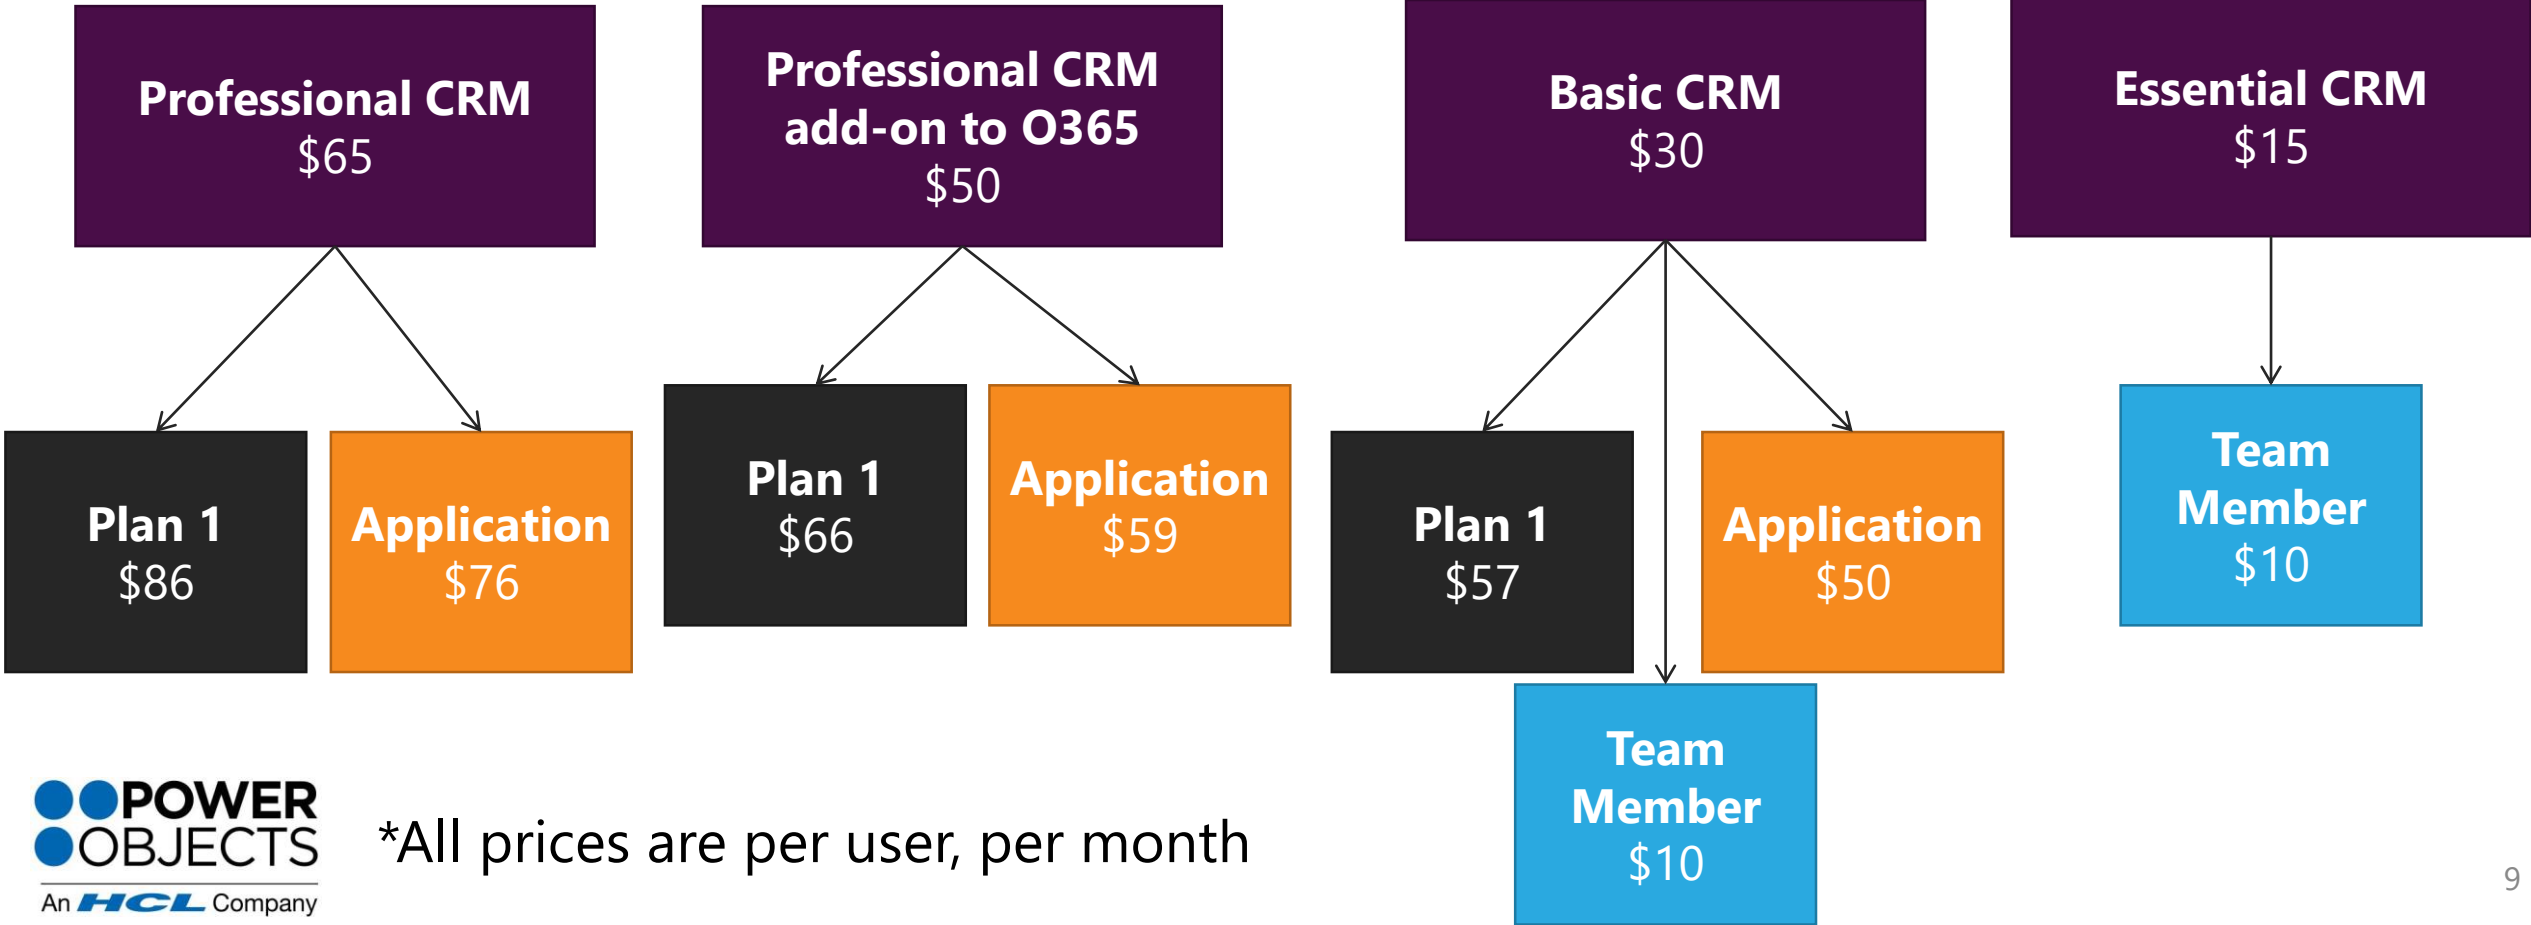 Professional CRM
$65
Professional CRM
add-on to O365
$50
Basic CRM
$30
Essential CRM
$15
Plan 1
$86
Application
$76
Plan 1
$66
Application
$59
Plan 1
$57
Application
$50
Team
Member
$10
Team
Member
$10
POWER
OBJECTS
An HCL Company
*All prices are per user, per month
9